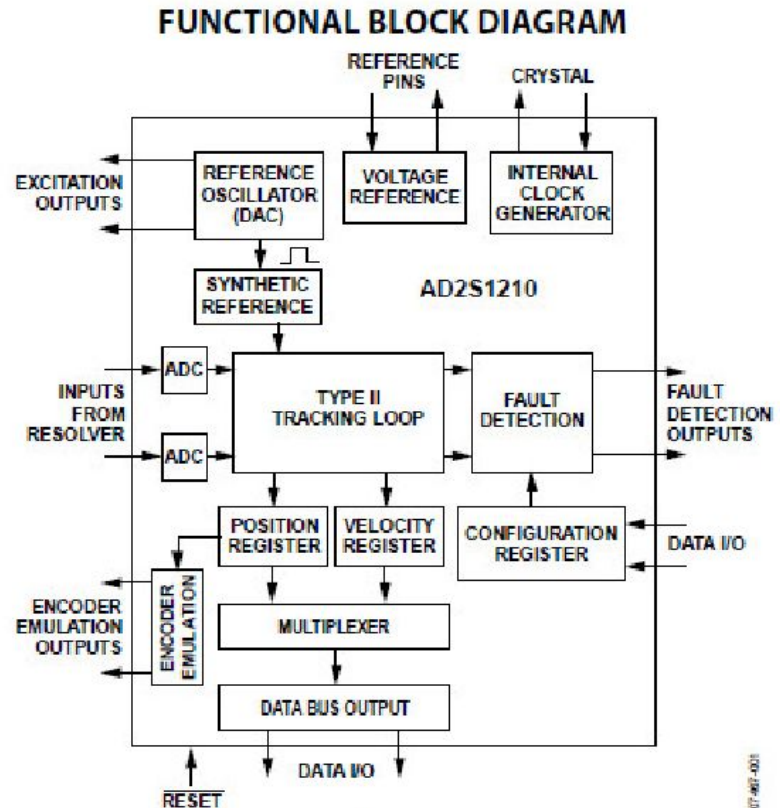 FUNCTIONAL BLOCK DIAGRAM
REFERENCE
PINS
CRYSTAL
EXCITATION
OUTPUTS
REFERENCE
OSCILLATOR
(DAC)
VOLTAGE
REFERENCE
INTERNAL
CLOCK
GENERATOR
SYNTHETIC
REFERENCE
AD2S1210
INPUTS
FROM
RESOLVER
ADC
ADC
TYPE II
TRACKING LOOP
FAULT
DETECTION
FAULT
DETECTION
OUTPUTS
POSITION
REGISTER
VELOCITY
REGISTER
CONFIGURATION
REGISTER
DATA I/O
ENCODER
EMULATION
OUTPUTS
ENCODER
EMULATION
MULTIPLEXER
DATA BUS OUTPUT
DATA I/O
RESET